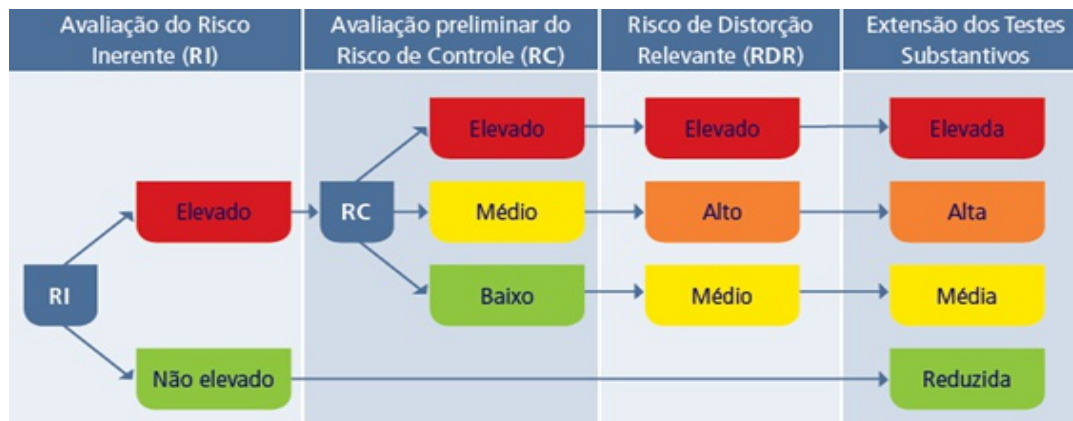 Avaliação do Risco
Inerente (RI)
Avaliação preliminar do
Risco de Controle (RC)
Risco de Distorção
Relevante (RDR)
Extensão dos Testes
Substantivos
Elevado
Elevado
Elevada
Elevado
RC
Médio
Alto
Alta
RI
Baixo
Médio
Média
Não elevado
Reduzida